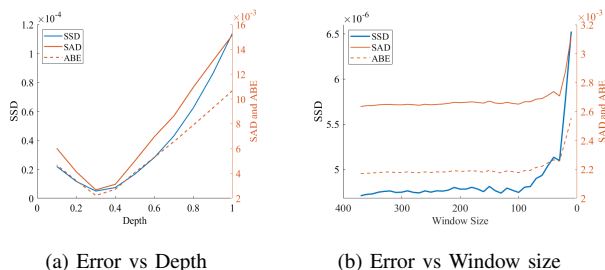 ×10⁻⁴
×10⁻³
1.2
1
0.8
0.6
0.4
0.2
0
SSD
SSD
SAD
ABE
16
14
12
10
8
6
4
2
SAD and ABE
0
0.2
0.4
0.6
0.8
1
Depth
(a) Error vs Depth
×10⁻⁶
×10⁻³
6.5
6
5.5
5
SSD
SSD
SAD
ABE
3.2
3
2.8
2.6
2.4
2.2
2
SAD and ABE
400
300
200
100
0
Window Size
(b) Error vs Window size